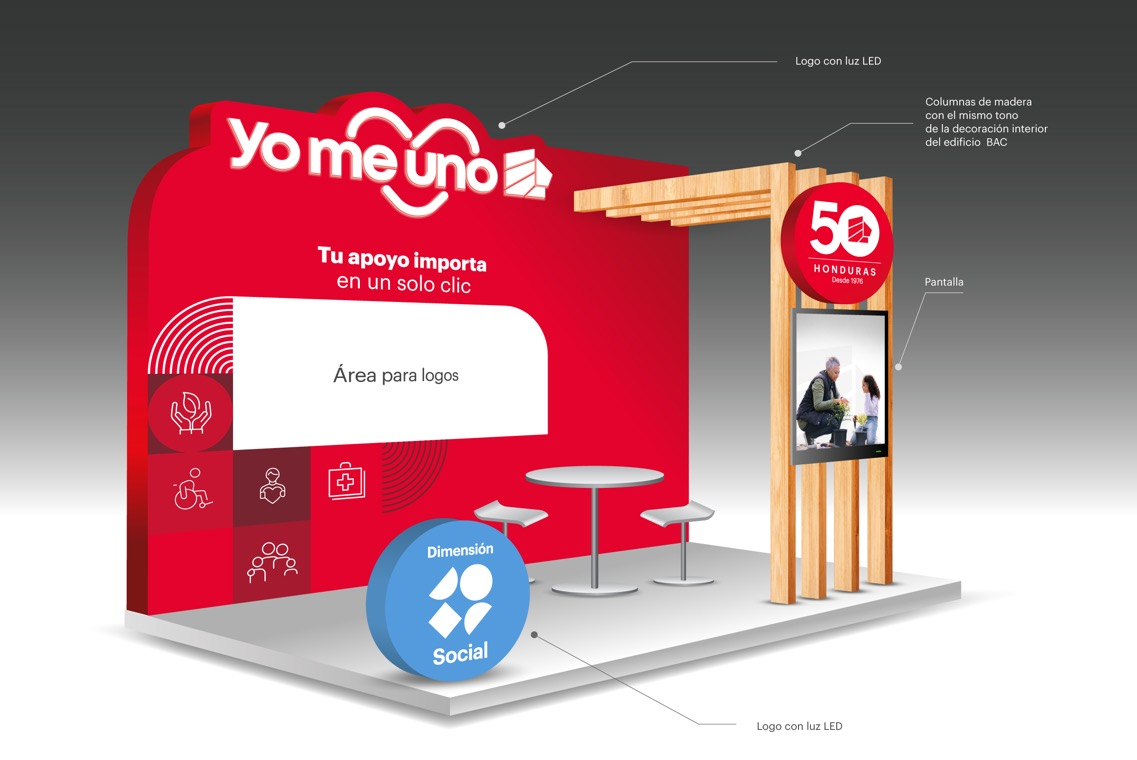 Logo con luz LED
Columnas de madera
con el mismo tono
de la decoración interior
del edificio BAC
Yo me uno
50
HONDURAS
Desde 1976
Tu apoyo importa
en un solo clic
Pantalla
Área para logos
Dimensión
Social
Logo con luz LED